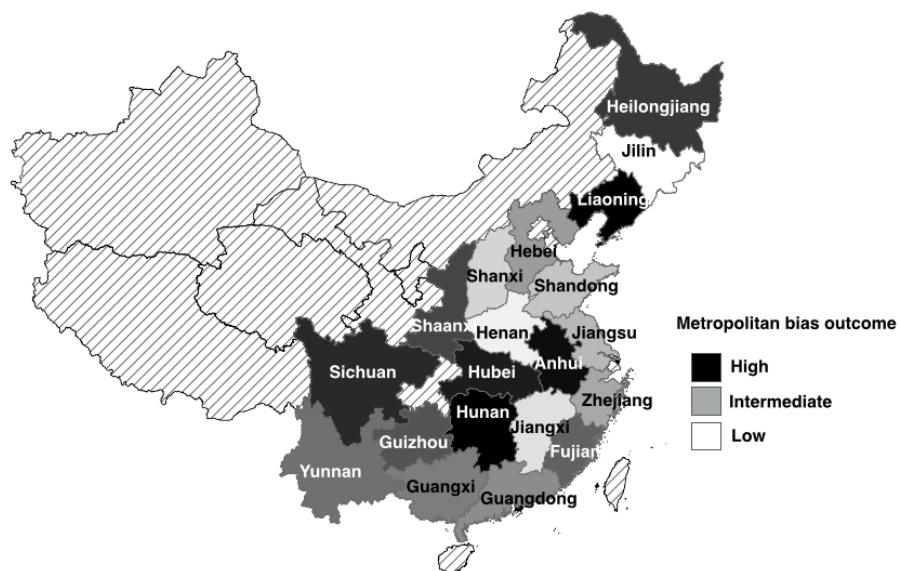 Heilongjiang
Jilin
Liaoning
Hebei
Shanxi
Shandong
Shaanx
Henan
Jiangsu
Metropolitan bias outcome
High
Sichuan
Hubei
Anhui
Zhejiang
Intermediate
Hunan
Jiangxi
Low
Guizhou
Fujian
Yunnan
Guangxi
Guangdong